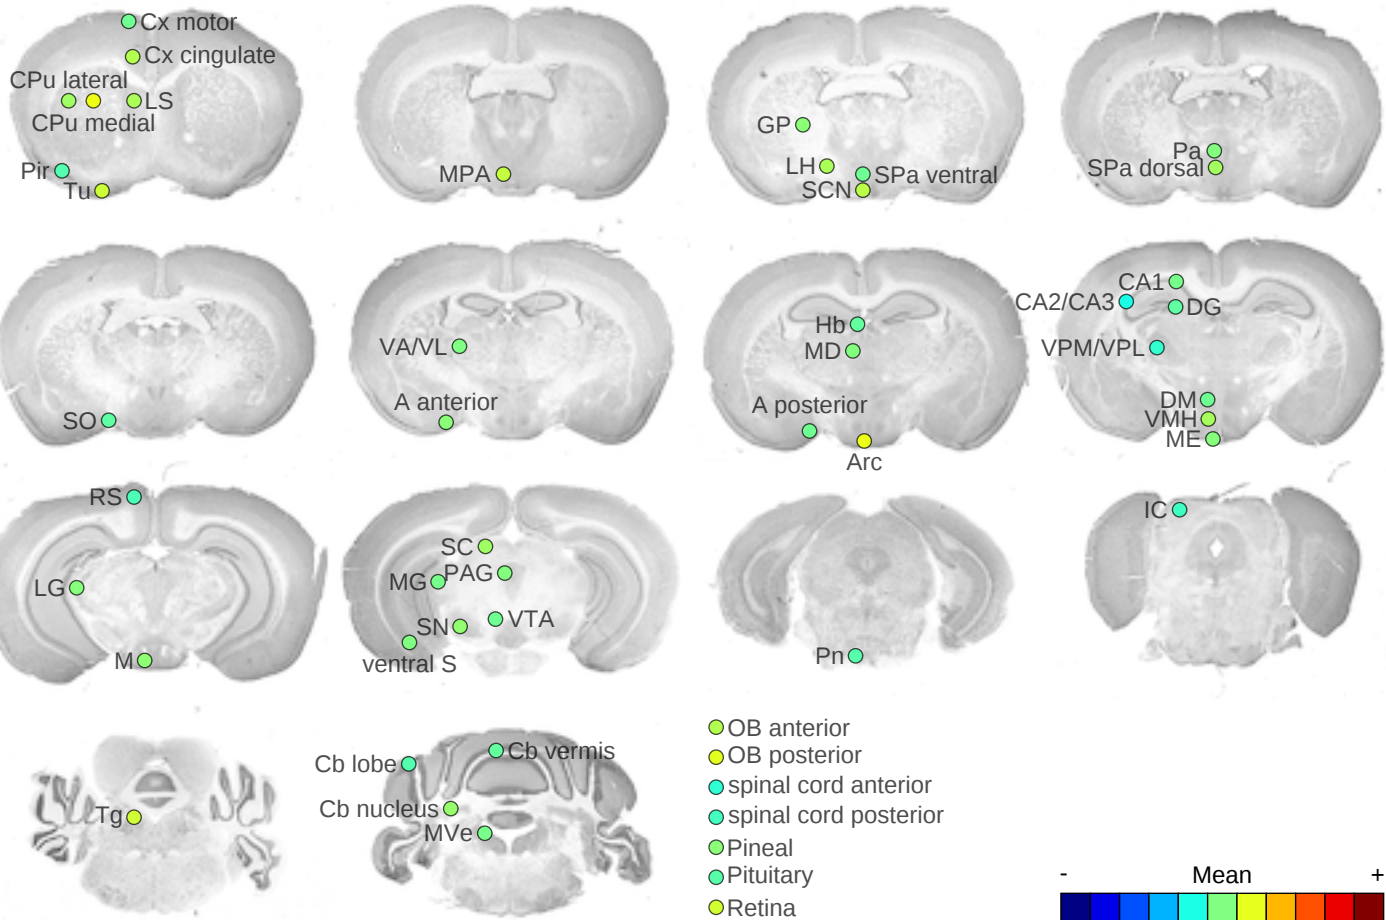 Cx motor
Cx cingulate
CPu lateral
LS
CPu medial
Pir
Tu
MPA
GP
LH
SPa ventral
SCN
Pa
SPa dorsal
SO
VA/VL
A anterior
Hb
MD
A posterior
Arc
CA1
CA2/CA3
DG
VPM/VPL
DM
VMH
ME
RS
LG
M
SC
PAG
MG
SN
VTA
ventral S
Pn
IC
Tg
Cb lobe
Cb vermis
Cb nucleus
MVe
OB anterior
OB posterior
spinal cord anterior
spinal cord posterior
Pineal
Pituitary
Retina
- Mean +